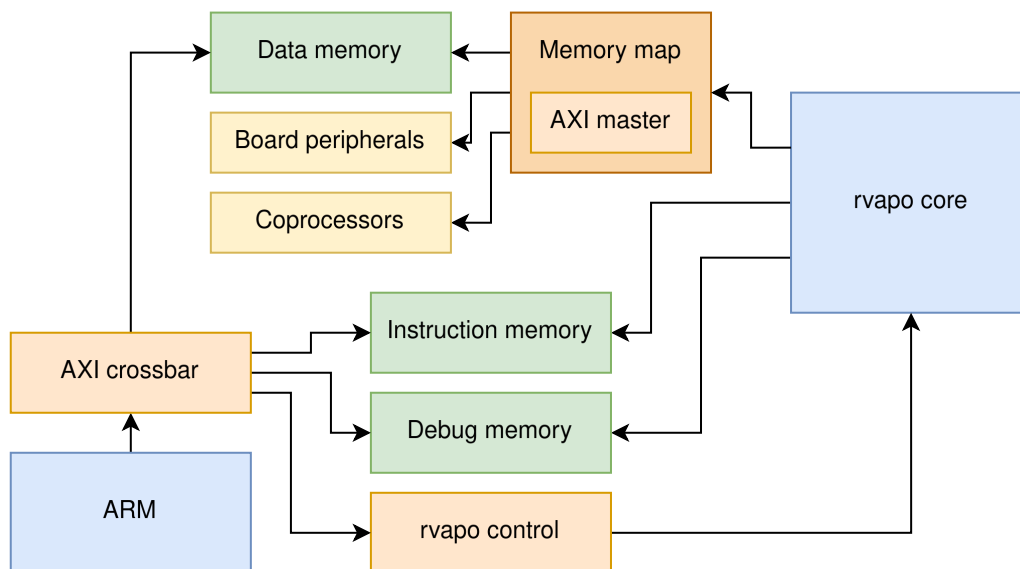 Data memory
Memory map
Board peripherals
AXI master
Coprocessors
rvapo core
Instruction memory
AXI crossbar
Debug memory
ARM
rvapo control